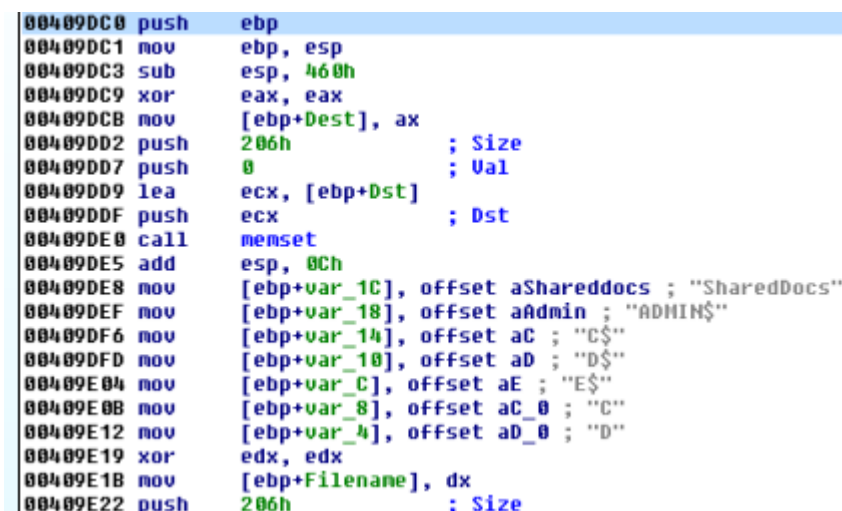 00409DC0 push ebp
00409DC1 mov ebp, esp
00409DC3 sub esp, 460h
00409DC9 xor eax, eax
00409DCB mov [ebp+Dest], ax
00409DD2 push 206h ; Size
00409DD7 push 0 ; Val
00409DD9 lea ecx, [ebp+Dst]
00409DDF push ecx ; Dst
00409DE0 call memset
00409DE5 add esp, 0Ch
00409DE8 mov [ebp+var_1C], offset aShareddocs ; "SharedDocs"
00409DEF mov [ebp+var_18], offset aAdmin ; "ADMIN$"
00409DF6 mov [ebp+var_14], offset aC ; "C$"
00409DFD mov [ebp+var_10], offset aD ; "D$"
00409E04 mov [ebp+var_C], offset aE ; "E$"
00409E0B mov [ebp+var_8], offset aC_0 ; "C"
00409E12 mov [ebp+var_4], offset aD_0 ; "D"
00409E19 xor edx, edx
00409E1B mov [ebp+Filename], dx
00409E22 push 206h ; Size